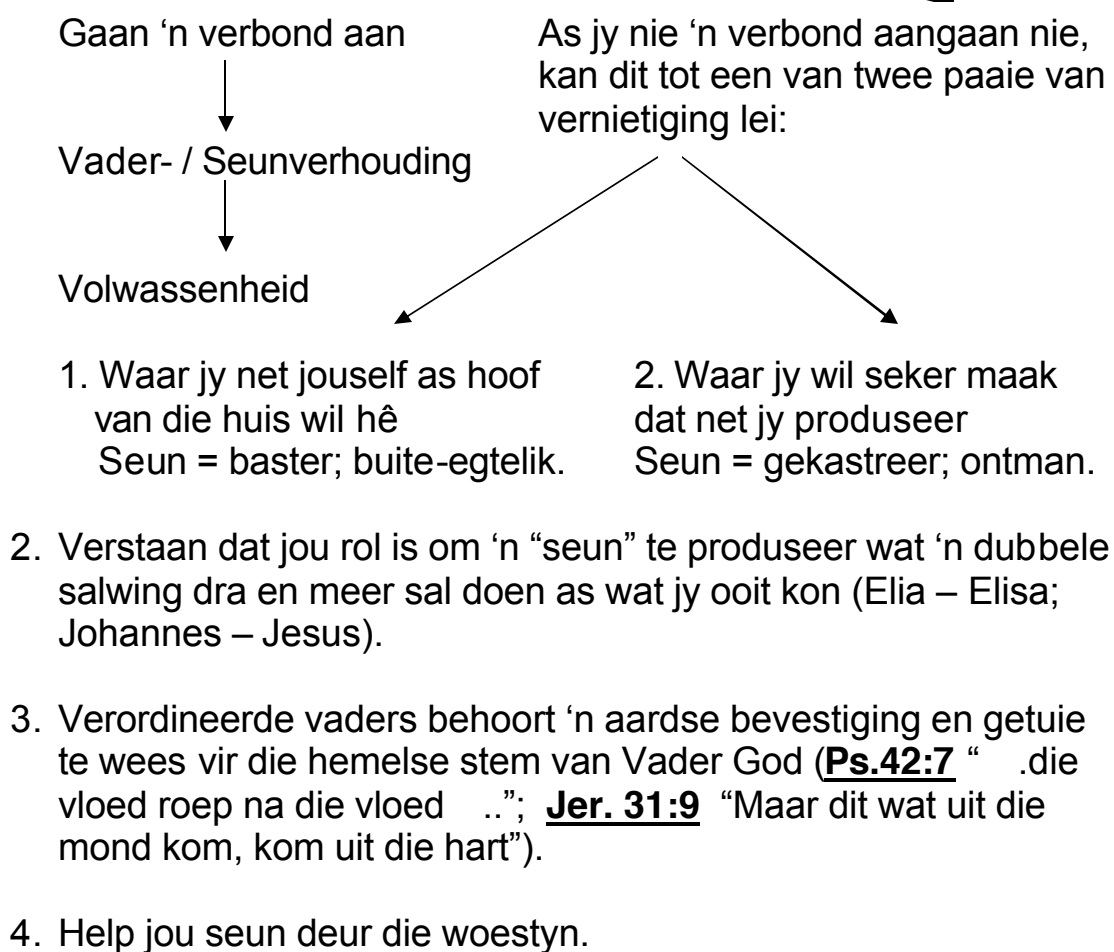 Gaan ‘n verbond aan
Vader- / Seunverhouding
Volwassenheid
As jy nie ‘n verbond aangaan nie,
kan dit tot een van twee paaie van
vernietiging lei:
1. Waar jy net jouself as hoof
van die huis wil hê
Seun = baster; buite-egtelik.
2. Waar jy wil seker maak
dat net jy produseer
Seun = gekastreer; ontman.
2. Verstaan dat jou rol is om ‘n “seun” te produseer wat ‘n dubbele
salwing dra en meer sal doen as wat jy ooit kon (Elia – Elisa;
Johannes – Jesus).
3. Verordineerde vaders behoort ‘n aardse bevestiging en getuie
te wees vir die hemelse stem van Vader God (Ps.42:7 “ .die
vloed roep na die vloed ..”; Jer. 31:9 “Maar dit wat uit die
mond kom, kom uit die hart”).
4. Help jou seun deur die woestyn.